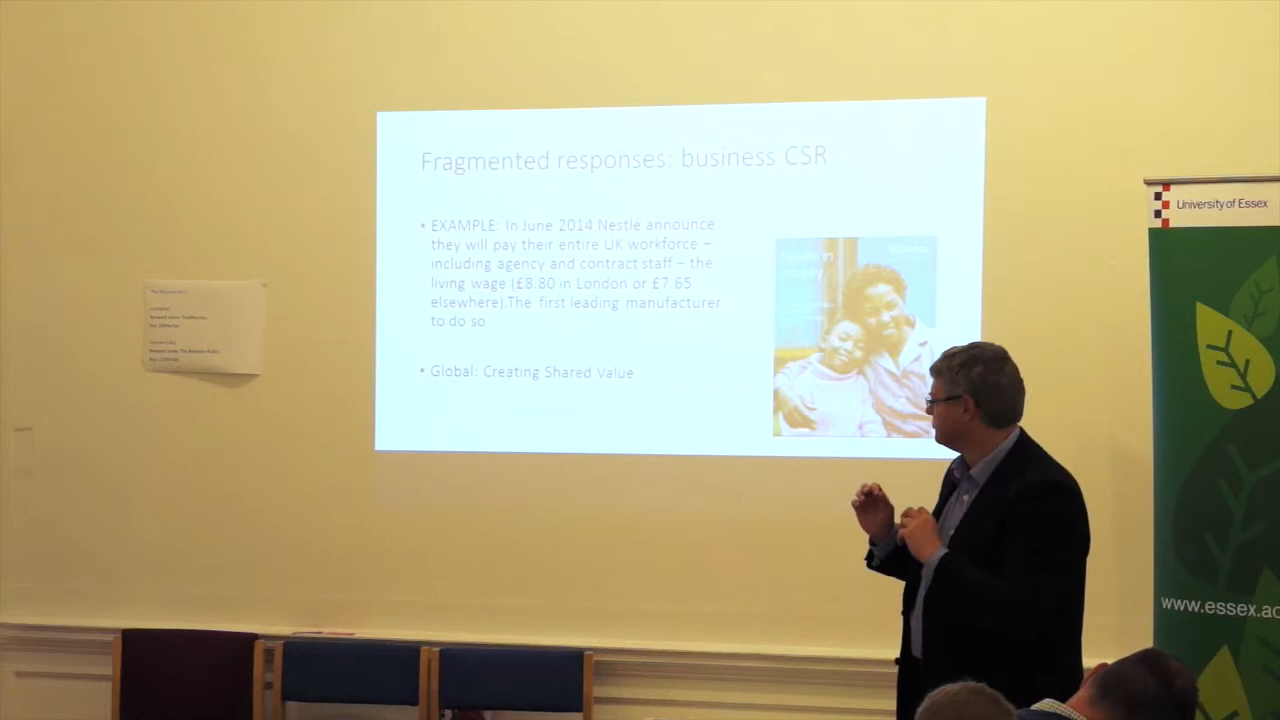 Fragmented responses: business CSR
• EXAMPLE: In June 2014 Nestlé announce
they will pay their entire UK workforce –
including agency and contract staff – the
living wage (£8.80 in London or £7.65
elsewhere).The first leading manufacturer
to do so
• Global: Creating Shared Value
University of Essex
www.essex.ac